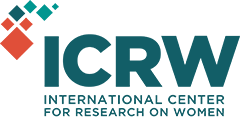 ICRW
INTERNATIONAL CENTER
FOR RESEARCH ON WOMEN